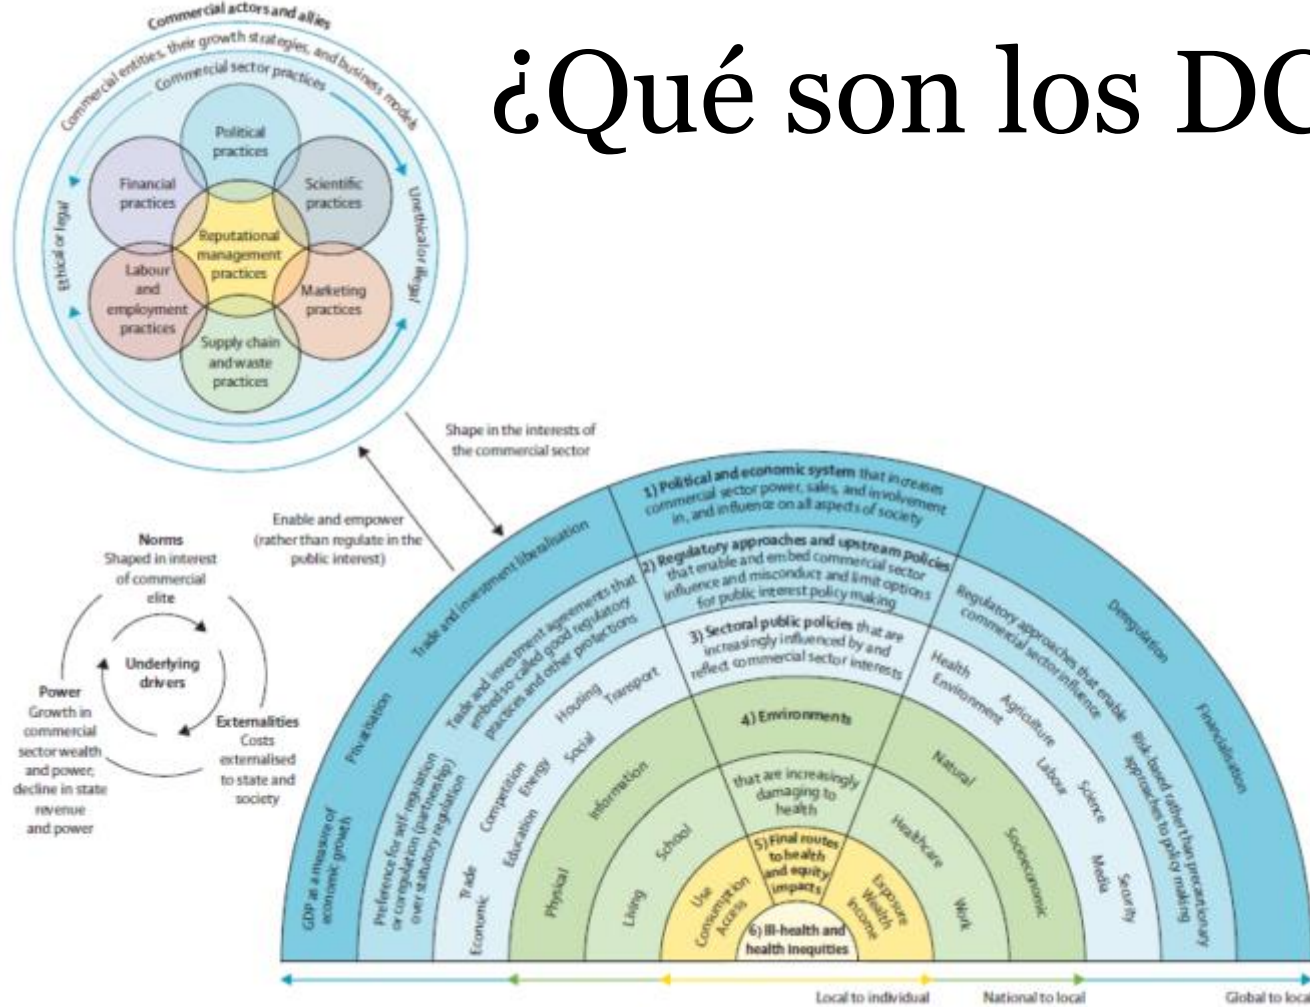 ¿Qué son los DC
Commercial actors and allies
Commercial entities, their growth strategies, and business models
Commercial sector practices
Ethical or legal
Unethical or illegal
Political
practices
Financial
practices
Scientific
practices
Reputational
management
practices
Labour
and
employment
practices
Marketing
practices
Supply chain
and waste
practices
Shape in the interests of
the commercial sector
Enable and empower
(rather than regulate in the
public interest)
Norms
Shaped in interest
of commercial
elite
Underlying
drivers
Power
Growth in
commercial
sector wealth
and power;
decline in state
revenue
and power
Externalities
Costs
externalised
to state and
society
1) Political and economic system that increases
commercial sector power, sales, and involvement
in, and influence on all aspects of society
GDP as a measure of
economic growth
Privatisation
Trade and investment liberalisation
Deregulation
Financialisation
2) Regulatory approaches and upstream policies
that enable and embed commercial sector
influence and misconduct and limit options
for public interest policy making
Preference for self-regulation
or coregulation (partnership)
over statutory regulation
Trade and investment agreements that
embed so-called good regulatory
practices and other protections
Regulatory approaches that enable
commercial sector influence
Risk-based rather than precautionary
approaches to policy making
3) Sectoral public policies that are
increasingly influenced by and
reflect commercial sector interests
Economic
Trade
Education
Competition
Energy
Social
Housing
Transport
Health
Environment
Agriculture
Labour
Science
Media
Security
4) Environments
Physical
Information
Natural
Socioeconomic
that are increasingly
damaging to
health
Living
School
Healthcare
Work
5) Final routes
to health
and equity
impacts
Use
Consumption
Access
Exposure
Wealth
Income
6) Ill-health and
health inequities
Local to individual
National to local
Global to loca